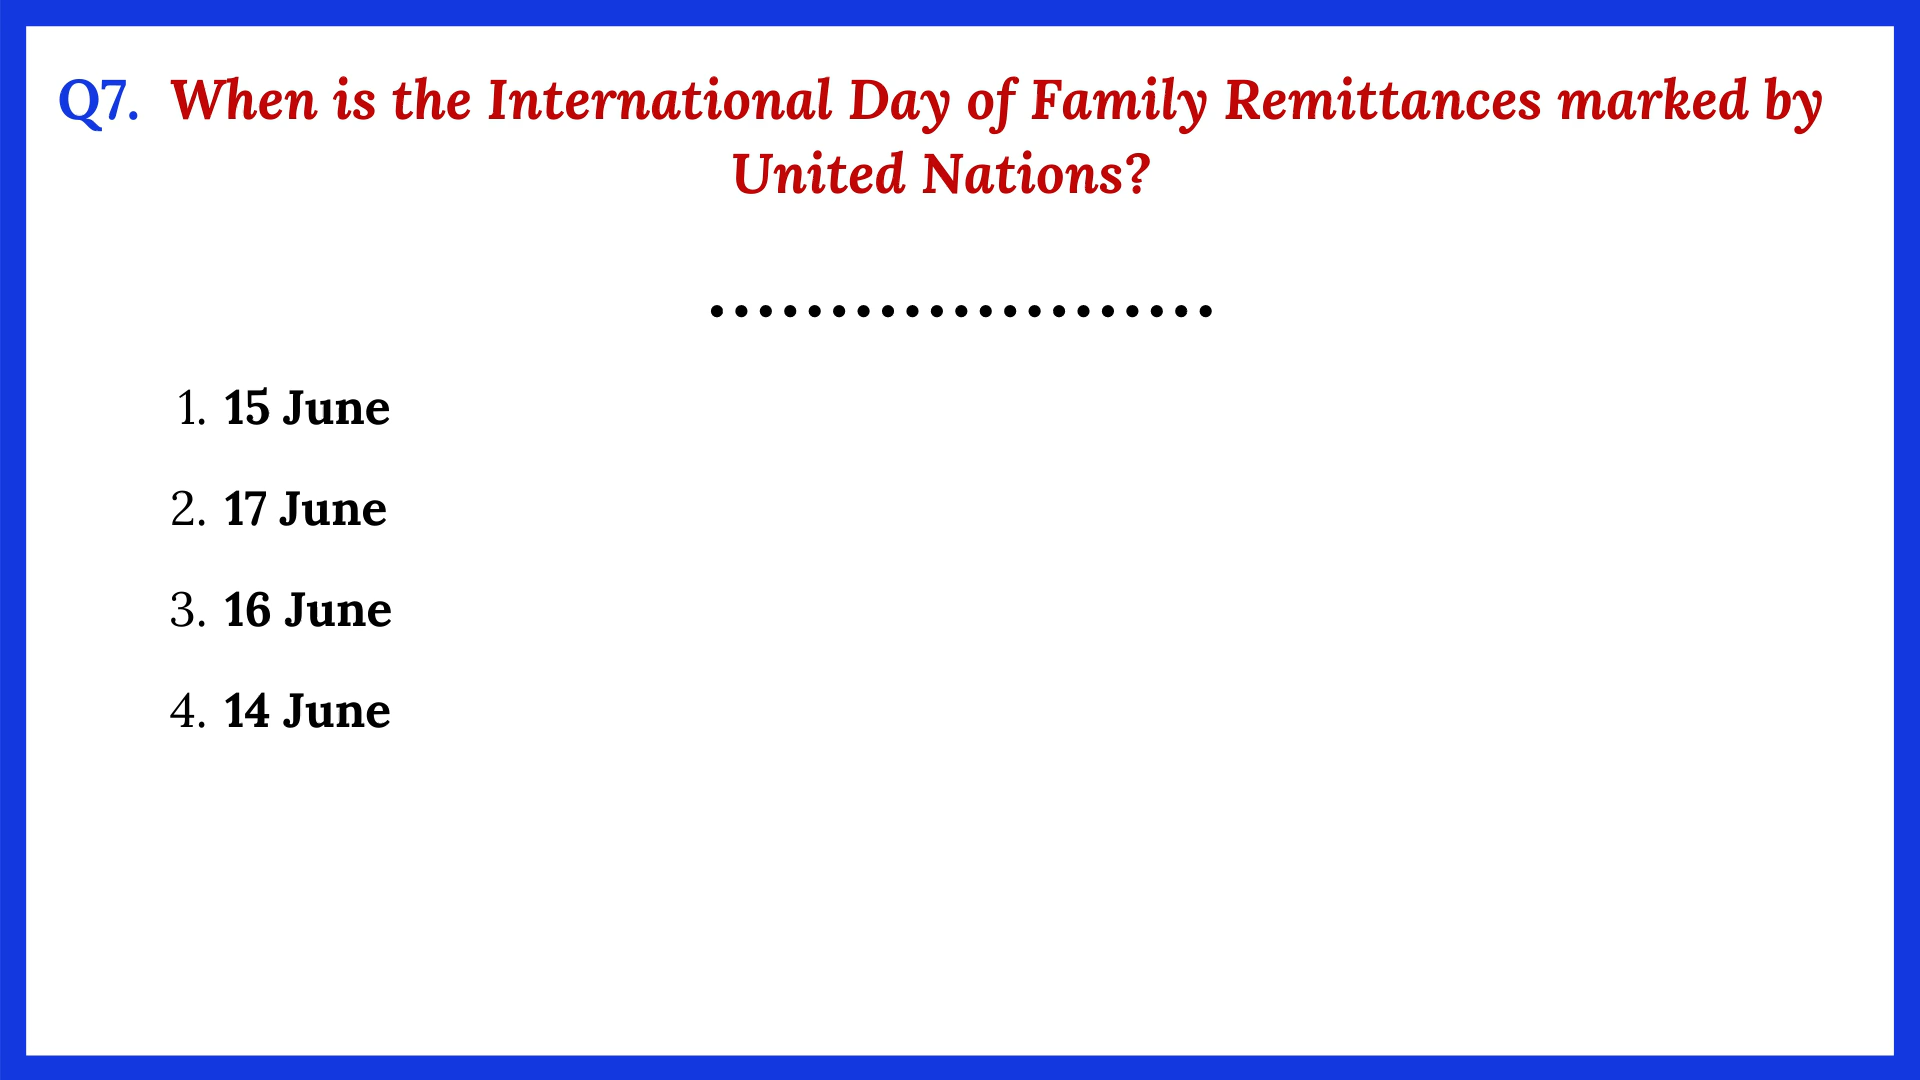 Q7. When is the International Day of Family Remittances marked by
United Nations?
.....................
1. 15 June
2. 17 June
3. 16 June
4. 14 June